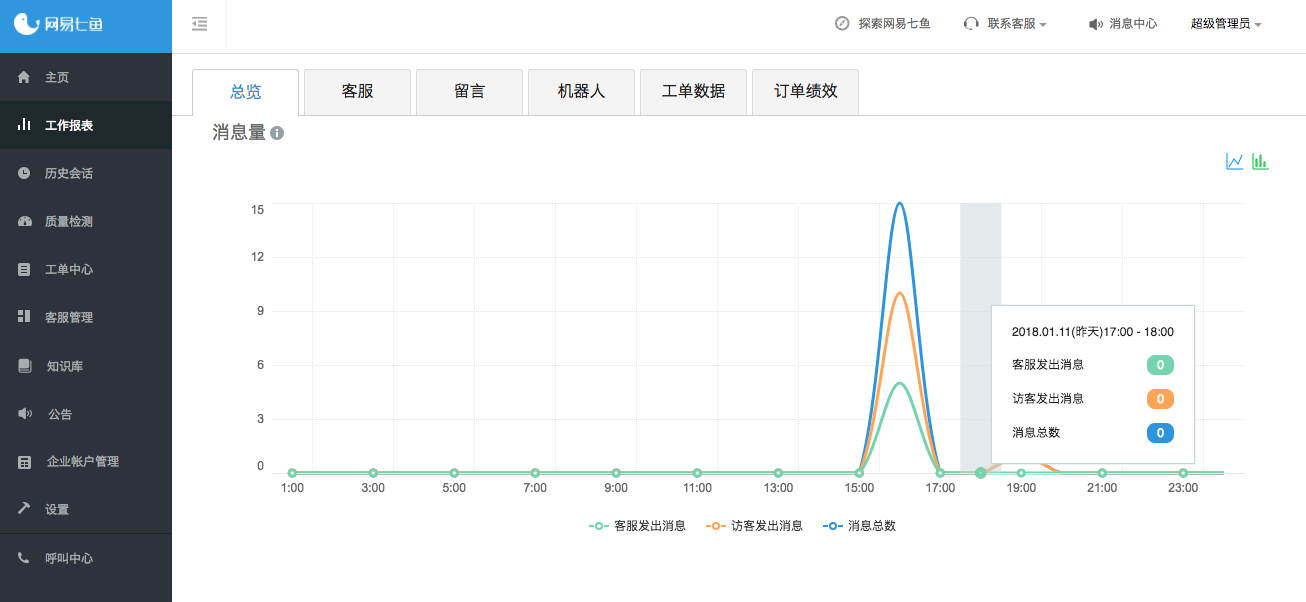 网易七鱼
探索网易七鱼 联系客服 消息中心 超级管理员
主页
工作报表
历史会话
质量检测
工单中心
客服管理
知识库
公告
企业帐户管理
设置
呼叫中心
总览 客服 留言 机器人 工单数据 订单绩效
消息量
15
12
9
6
3
0
1:00 3:00 5:00 7:00 9:00 11:00 13:00 15:00 17:00 19:00 21:00 23:00
2018.01.11(昨天)17:00 - 18:00
客服发出消息 0
访客发出消息 0
消息总数 0
客服发出消息 访客发出消息 消息总数